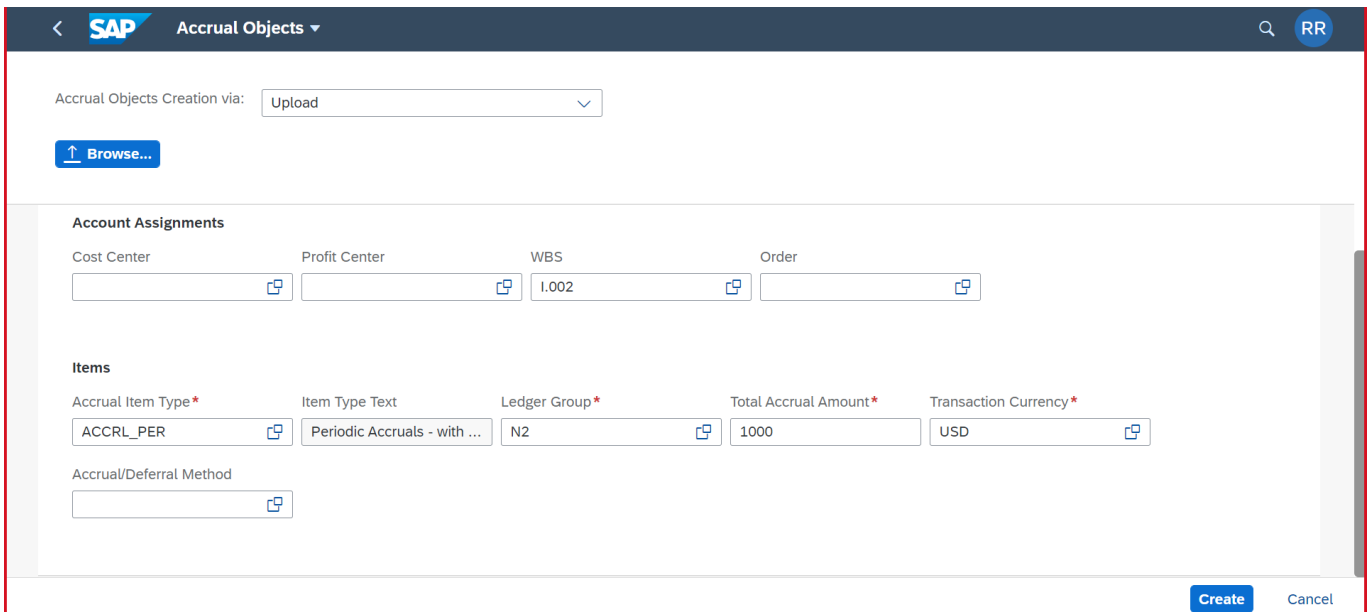 SAP Accrual Objects RR
Accrual Objects Creation via: Upload
Browse...
Account Assignments
Cost Center Profit Center WBS Order
I.002
Items
Accrual Item Type* Item Type Text Ledger Group* Total Accrual Amount* Transaction Currency*
ACCRL_PER Periodic Accruals - with ... N2 1000 USD
Accrual/Deferral Method
Create Cancel